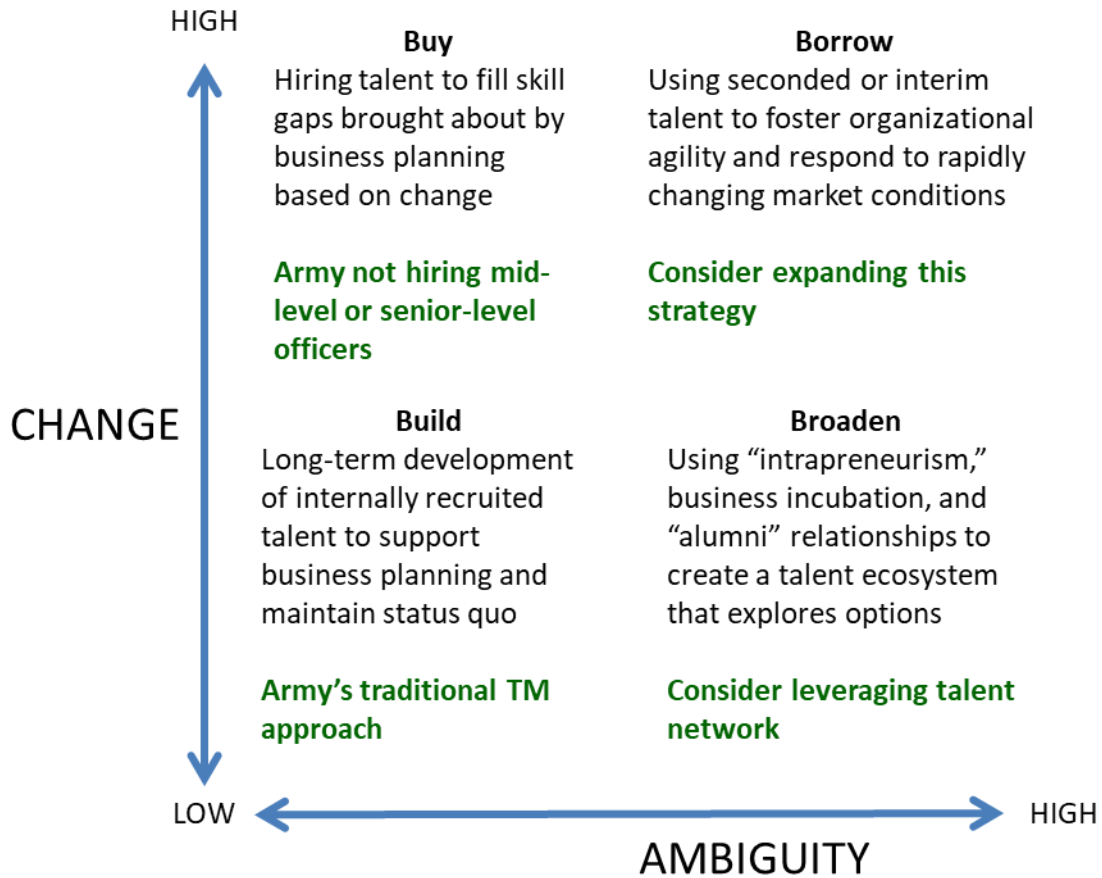 HIGH
Buy
Hiring talent to fill skill
gaps brought about by
business planning
based on change
Army not hiring mid-
level or senior-level
officers
Borrow
Using seconded or interim
talent to foster organizational
agility and respond to rapidly
changing market conditions
Consider expanding this
strategy
CHANGE
Build
Long-term development
of internally recruited
talent to support
business planning and
maintain status quo
Army’s traditional TM
approach
Broaden
Using “intrapreneurism,”
business incubation, and
“alumni” relationships to
create a talent ecosystem
that explores options
Consider leveraging talent
network
LOW
HIGH
AMBIGUITY